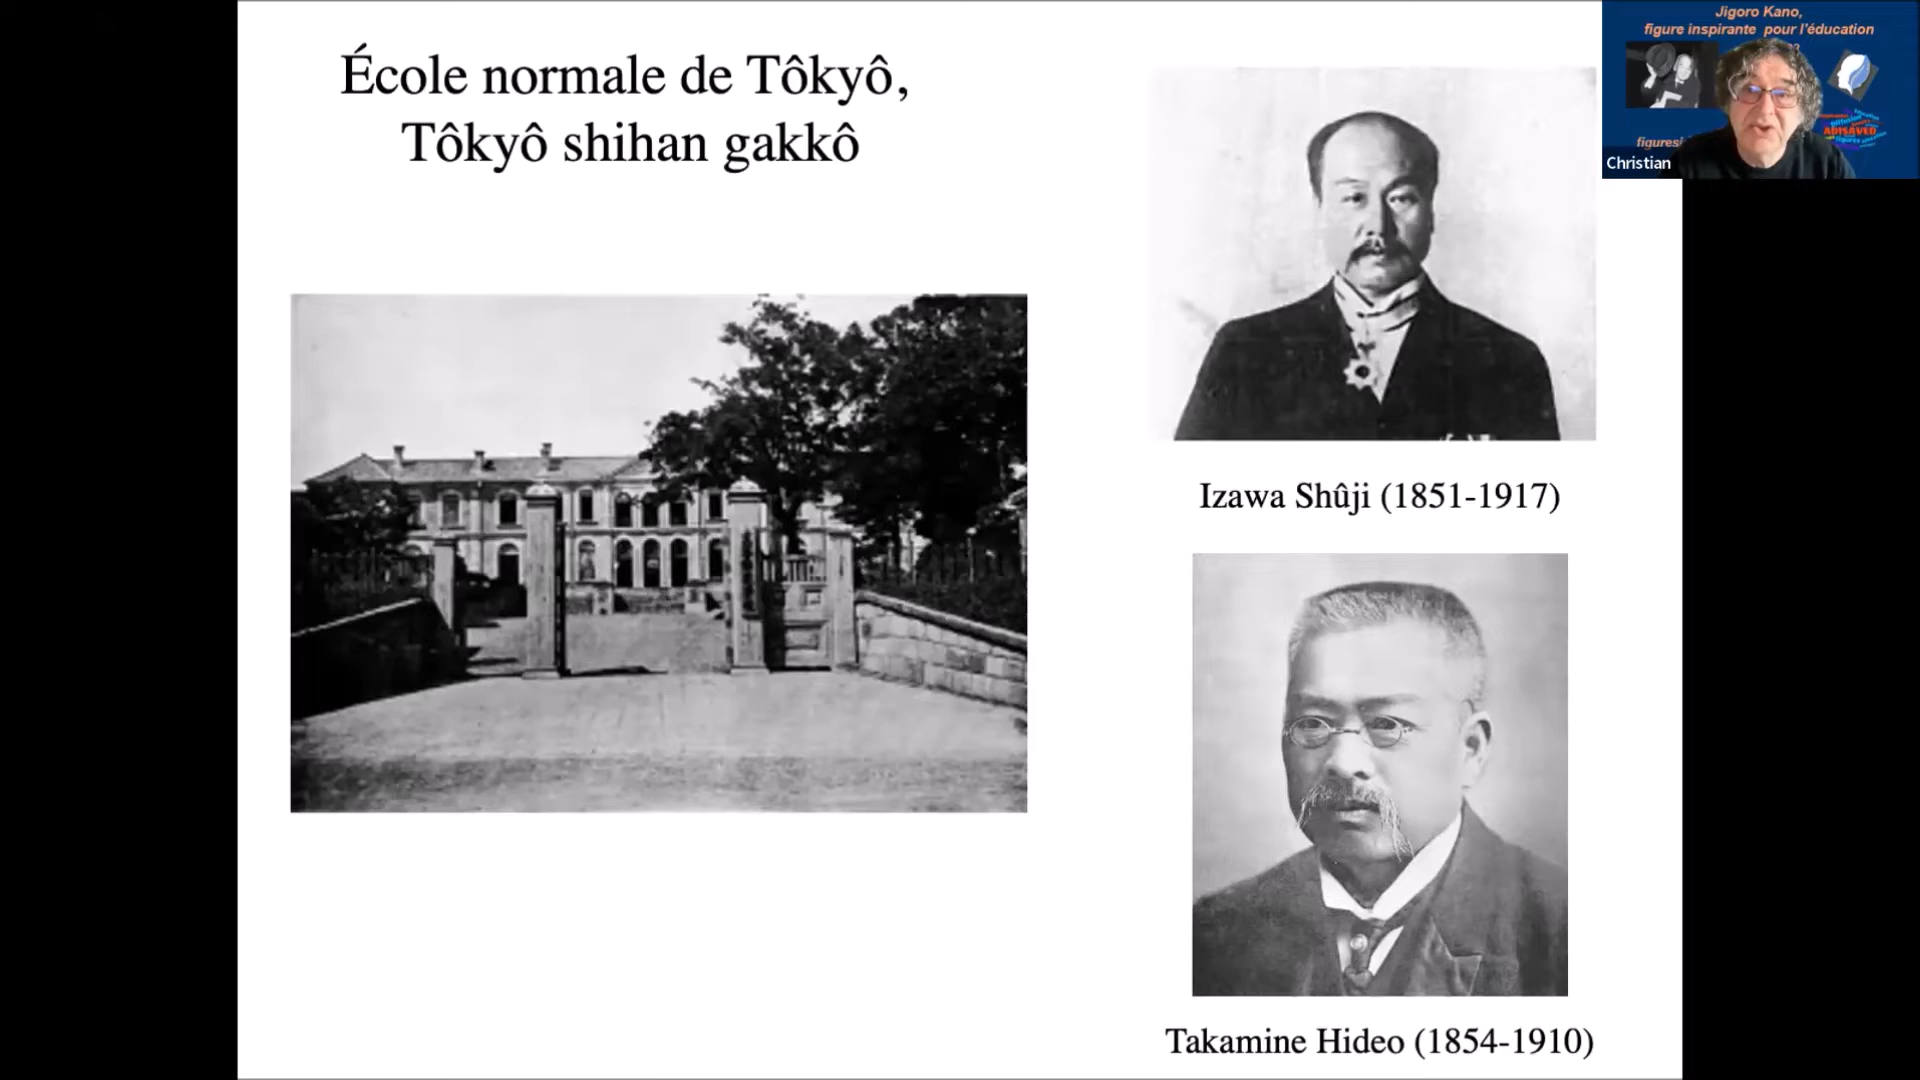 École normale de Tôkyô,
Tôkyô shihan gakkô
Izawa Shûji (1851-1917)
Takamine Hideo (1854-1910)
Jigoro Kano,
figure inspirante pour l'éducation
Christian
ADISAVED